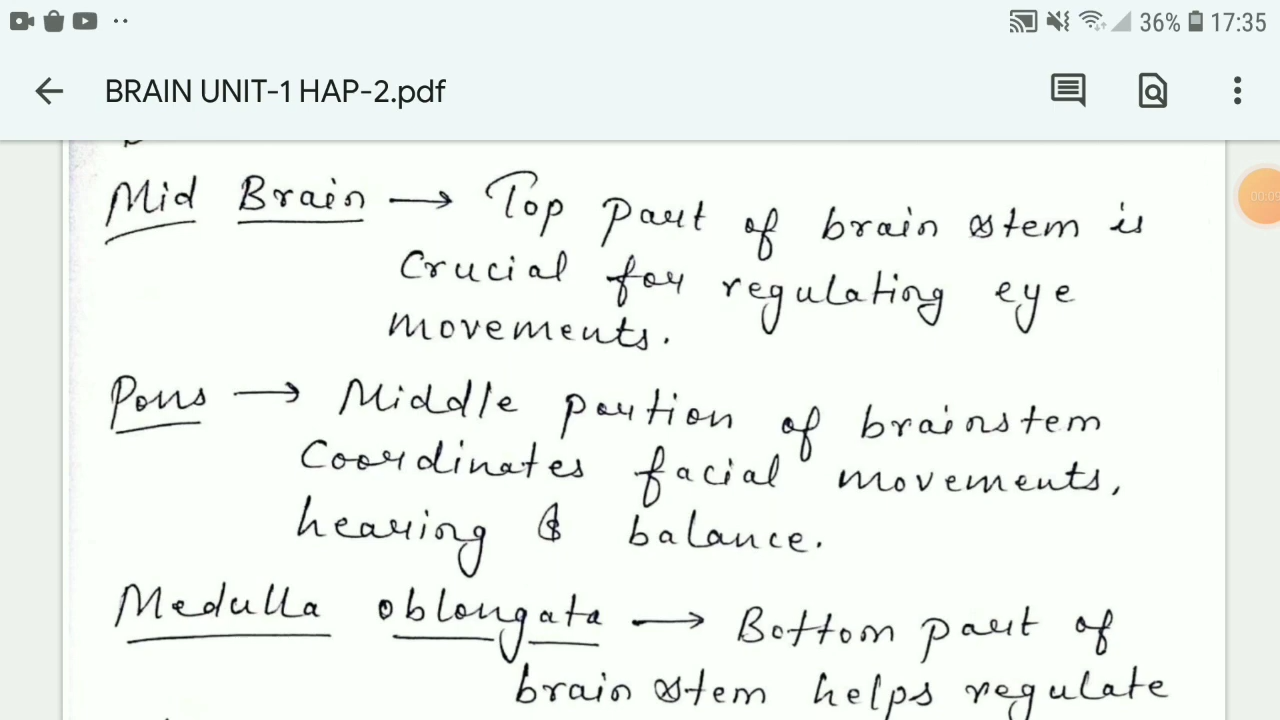 36% 17:35
BRAIN UNIT-1 HAP-2.pdf
00:09
Mid Brain → Top part of brain stem is
crucial for regulating eye
movements.
Pons → Middle portion of brainstem
Coordinates facial movements,
hearing & balance.
Medulla oblongata → Bottom part of
brain stem helps regulate